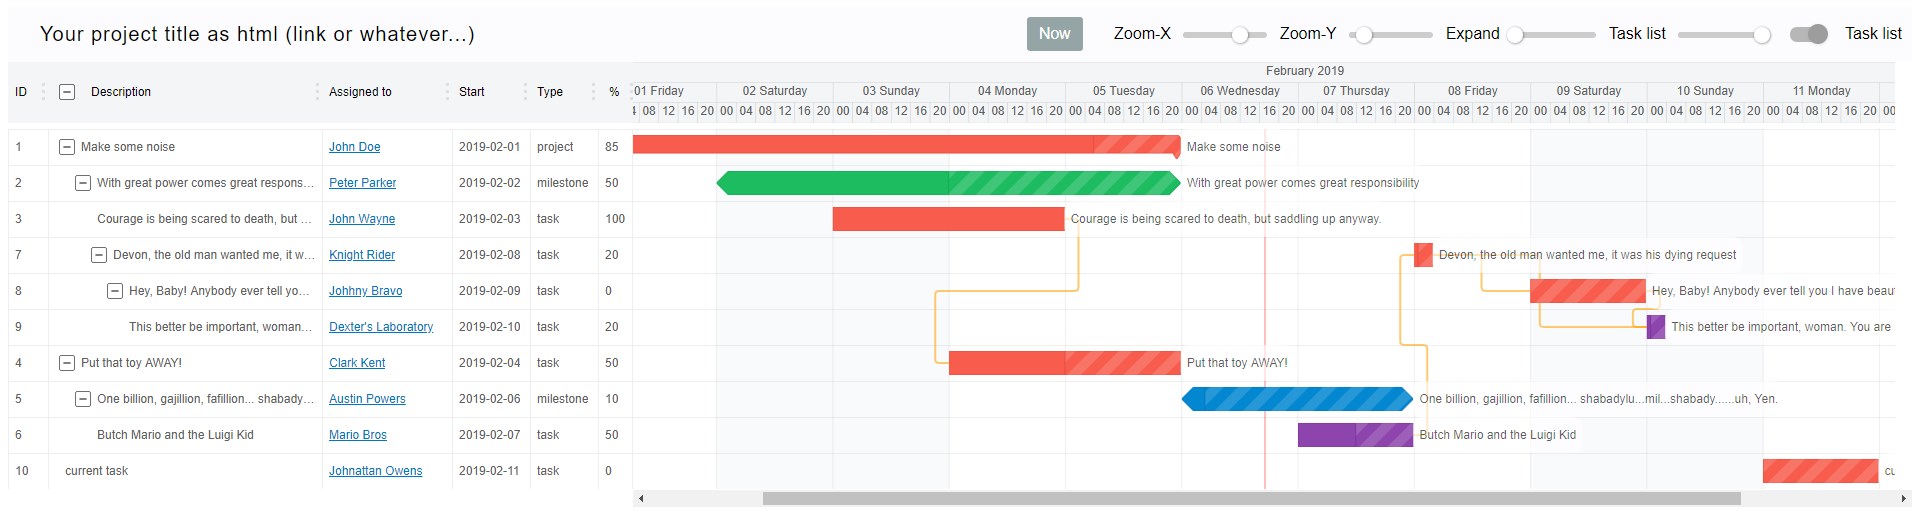 Your project title as html (link or whatever...)
Now Zoom-X Zoom-Y Expand Task list Task list
February 2019
ID Description Assigned to Start Type %
01 Friday 02 Saturday 03 Sunday 04 Monday 05 Tuesday 06 Wednesday 07 Thursday 08 Friday 09 Saturday 10 Sunday 11 Monday
08 12 16 20 00 04 08 12 16 20 00 04 08 12 16 20 00 04 08 12 16 20 00 04 08 12 16 20 00 04 08 12 16 20 00 04 08 12 16 20 00 04 08 12 16 20 00 04 08 12 16 20 00 04 08 12 16 20 00 04 08 12 16 20 00
1 Make some noise John Doe 2019-02-01 project 85 Make some noise
2 With great power comes great respons... Peter Parker 2019-02-02 milestone 50 With great power comes great responsibility
3 Courage is being scared to death, but ... John Wayne 2019-02-03 task 100 Courage is being scared to death, but saddling up anyway.
7 Devon, the old man wanted me, it w... Knight Rider 2019-02-08 task 20 Devon, the old man wanted me, it was his dying request
8 Hey, Baby! Anybody ever tell yo... Johhny Bravo 2019-02-09 task 0 Hey, Baby! Anybody ever tell you I have beaut
9 This better be important, woman... Dexter's Laboratory 2019-02-10 task 20 This better be important, woman. You are
4 Put that toy AWAY! Clark Kent 2019-02-04 task 50 Put that toy AWAY!
5 One billion, gajillion, fafillion... shabady... Austin Powers 2019-02-06 milestone 10 One billion, gajillion, fafillion... shabadylu...mil...shabady......uh, Yen.
6 Butch Mario and the Luigi Kid Mario Bros 2019-02-07 task 50 Butch Mario and the Luigi Kid
10 current task Johnattan Owens 2019-02-11 task 0 cu